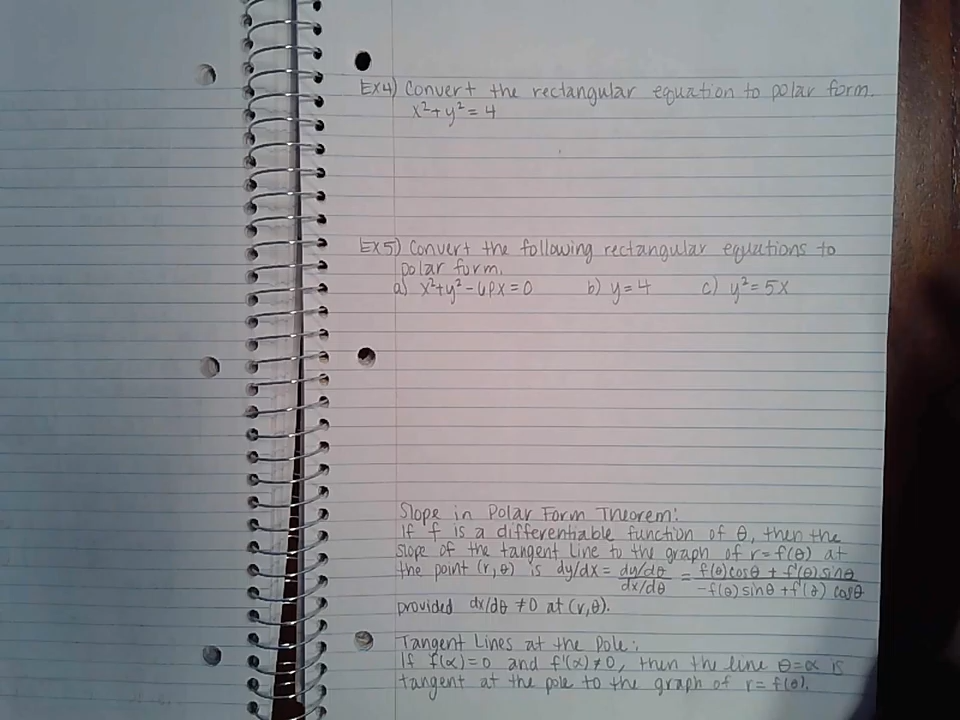 Ex4) Convert the rectangular equation to polar form.
x²+y²=4
Ex5) Convert the following rectangular equations to
polar form.
a) x²+y²-6px=0 b) y=4 c) y²=5x
Slope in Polar Form Theorem:
If f is a differentiable function of θ, then the
slope of the tangent line to the graph of r=f(θ) at
the point (r,θ) is dy/dx = (dy/dθ)/(dx/dθ) = (f(θ)cosθ + f'(θ)sinθ)/(-f(θ)sinθ + f'(θ)cosθ)
provided dx/dθ ≠0 at (r,θ).
Tangent Lines at the Pole:
If f(α)=0 and f'(α)≠0, then the line θ=α is
tangent at the pole to the graph of r=f(θ).